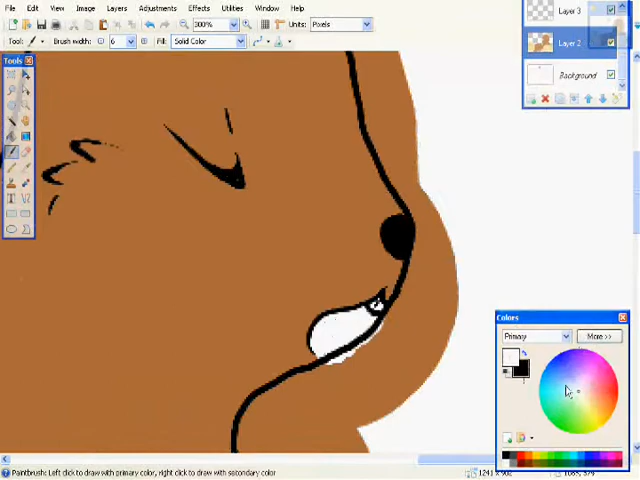 File Edit View Image Layers Adjustments Effects Utilities Window Help
300% Units: Pixels
Tool: Brush width: 6 Fill: Solid Color
Tools
Layer 3
Layer 2
Background
Colors
Primary More >>
Paintbrush: Left click to draw with primary color, right click to draw with secondary color